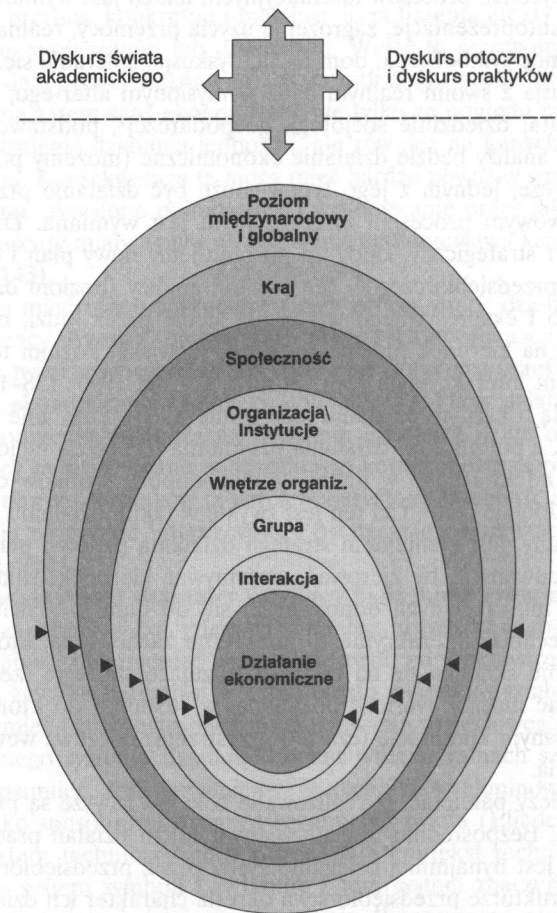 Dyskurs świata
akademickiego
Dyskurs potoczny
i dyskurs praktyków
Poziom
międzynarodowy
i globalny
Kraj
Społeczność
Organizacja\
Instytucje
Wnętrze organiz.
Grupa
Interakcja
Działanie
ekonomiczne